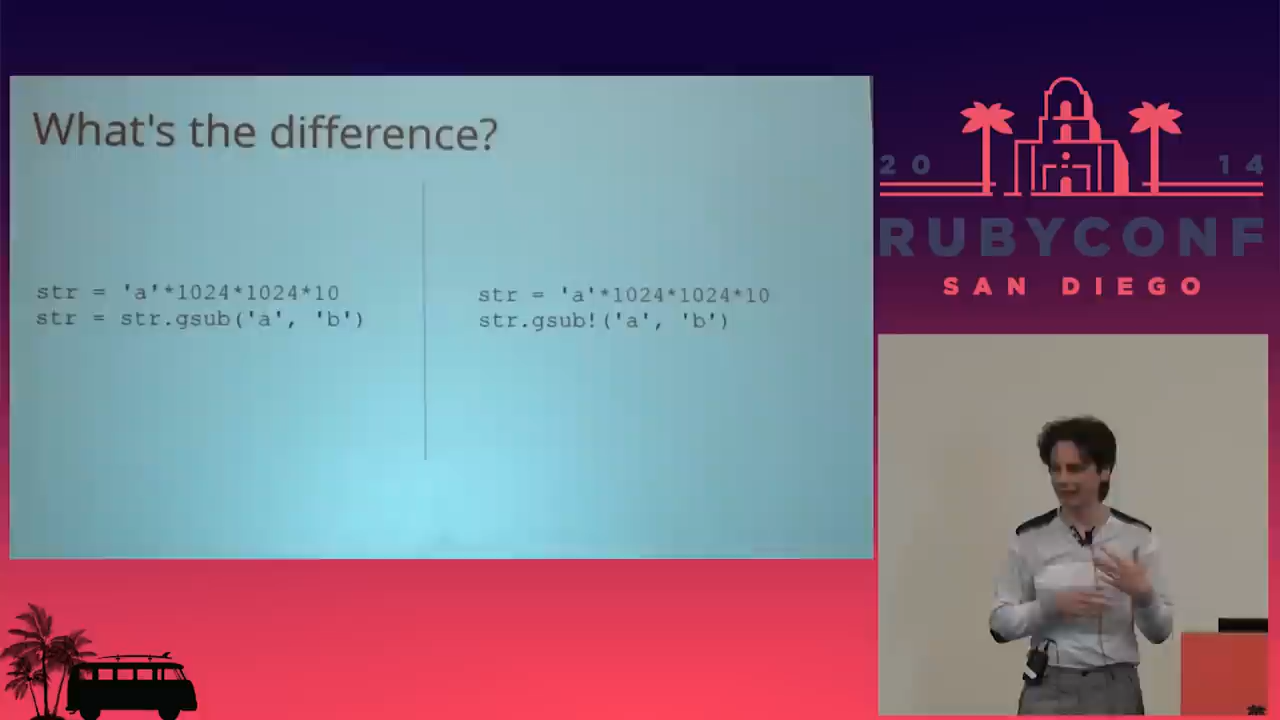 What's the difference?
str = 'a'*1024*1024*10
str = str.gsub('a', 'b')
str = 'a'*1024*1024*10
str.gsub!('a', 'b')
20 14
RUBYCONF
SAN DIEGO